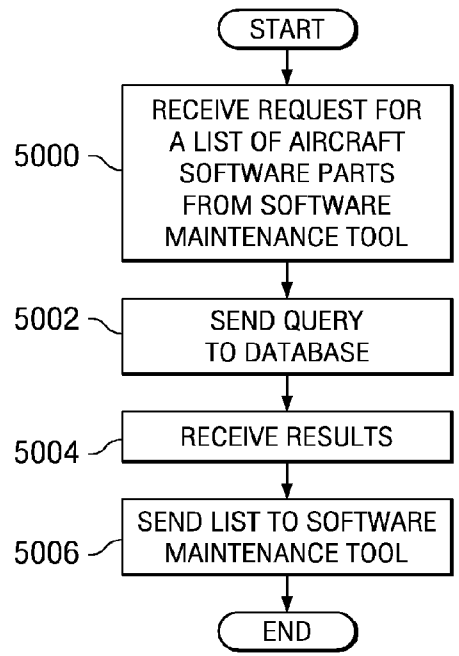 START
5000
RECEIVE REQUEST FOR
A LIST OF AIRCRAFT
SOFTWARE PARTS
FROM SOFTWARE
MAINTENANCE TOOL
5002
SEND QUERY
TO DATABASE
5004
RECEIVE RESULTS
5006
SEND LIST TO SOFTWARE
MAINTENANCE TOOL
END